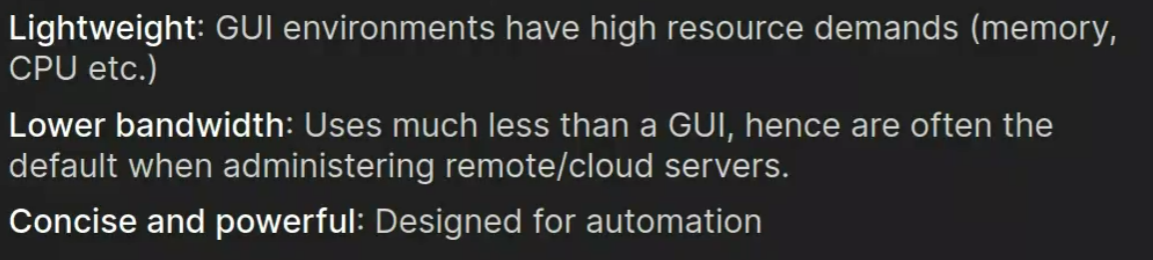 Lightweight: GUI environments have high resource demands (memory,
CPU etc.)
Lower bandwidth: Uses much less than a GUI, hence are often the
default when administering remote/cloud servers.
Concise and powerful: Designed for automation